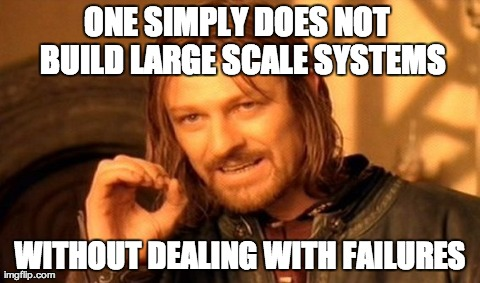 ONE SIMPLY DOES NOT
BUILD LARGE SCALE SYSTEMS
WITHOUT DEALING WITH FAILURES
imgflip.com